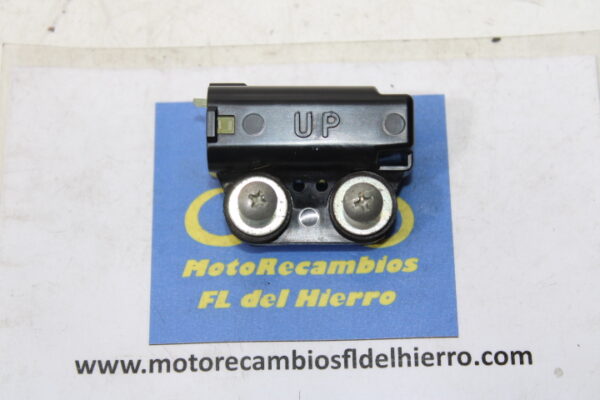 UP
MotoRecambios
FL del Hierro
www.motorecambiosfldelhierro.com